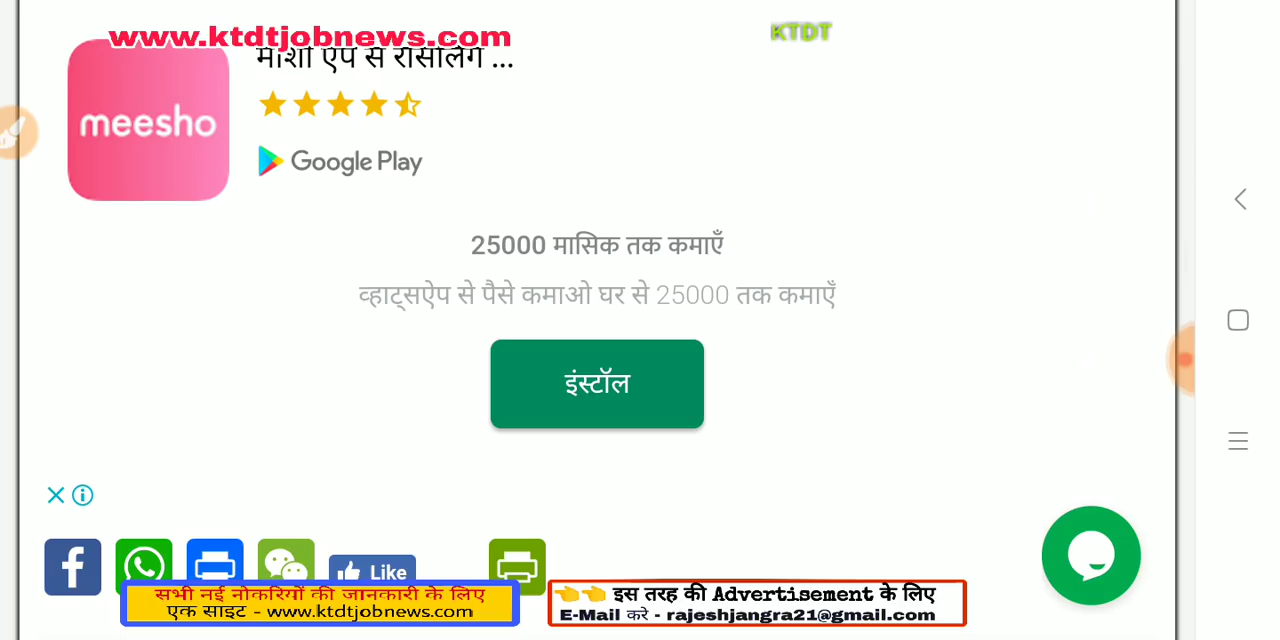 www.ktdtjobnews.com
KTDT
meesho
Google Play
25000 मासिक तक कमाएँ
व्हाट्सऐप से पैसे कमाओ घर से 25000 तक कमाएँ
इंस्टॉल
Like
सभी नई नोकरियों की जानकारी के लिए
एक साइट - www.ktdtjobnews.com
इस तरह की Advertisement के लिए
E-Mail करे - rajeshjangra21@gmail.com